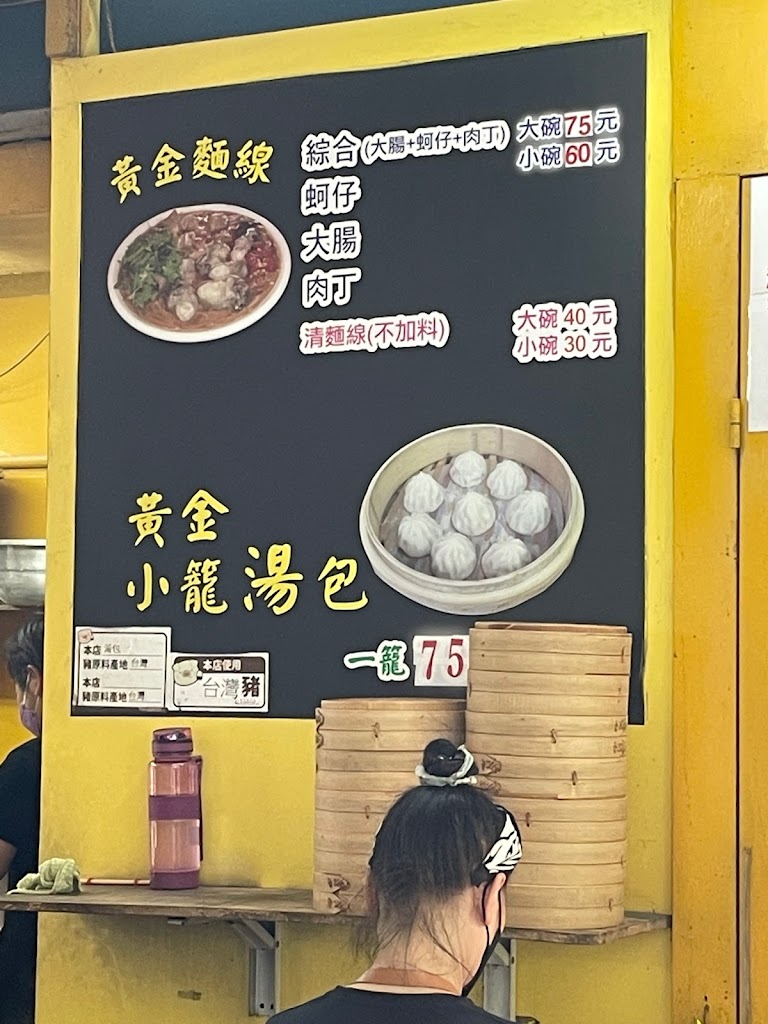 黃金麵線
綜合(大腸+蚵仔+肉丁) 大碗75元
小碗60元
蚵仔
大腸
肉丁
清麵線(不加料) 大碗40元
小碗30元
黃金
小籠湯包
一籠75
本店 湯包
豬原料產地 台灣
本店
豬原料產地 台灣
本店使用
台灣豬